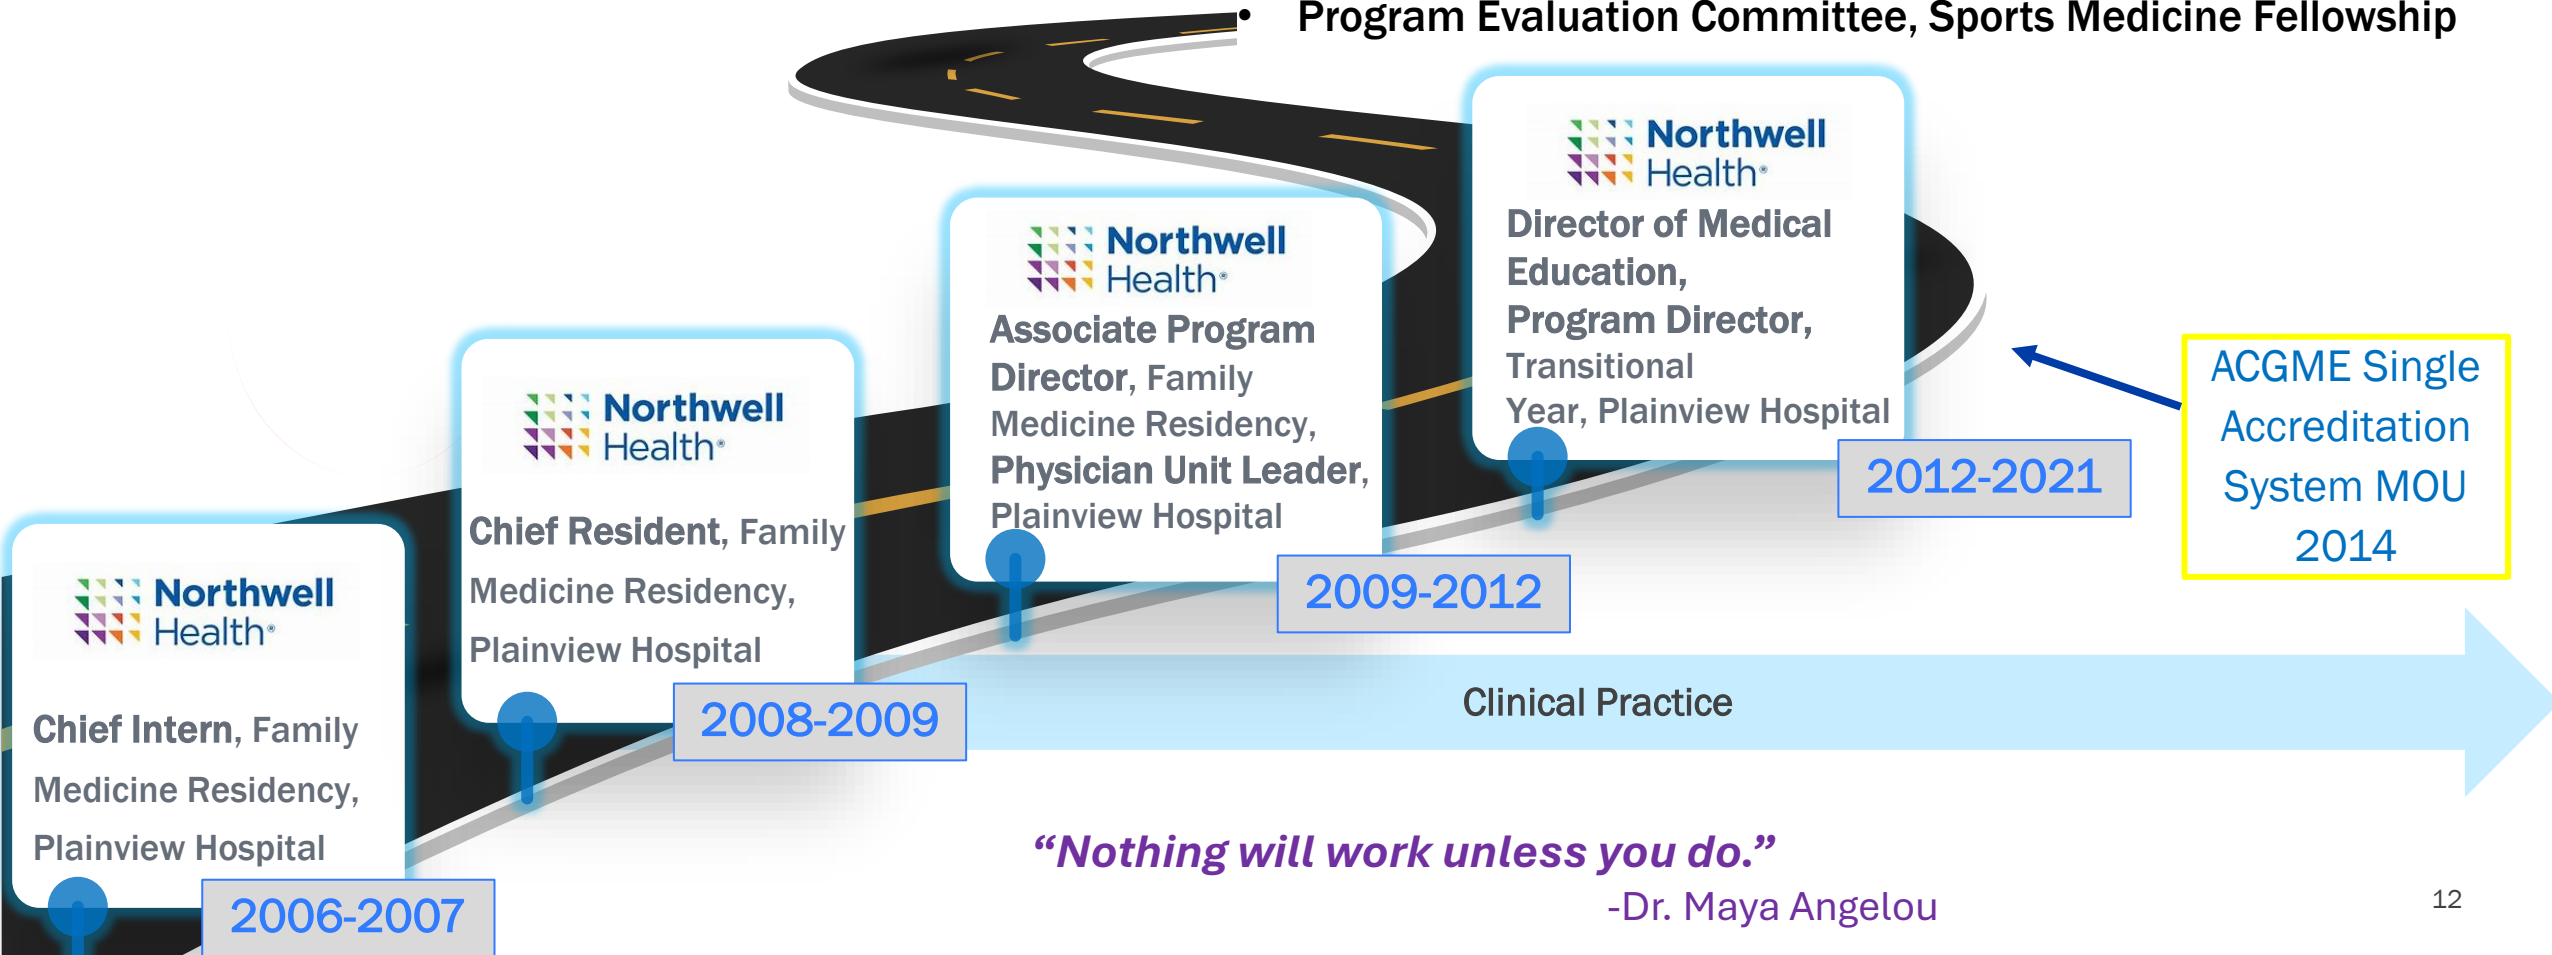 • Program Evaluation Committee, Sports Medicine Fellowship
Northwell
Health®
Director of Medical
Education,
Program Director,
Transitional
Year, Plainview Hospital
2012-2021
ACGME Single
Accreditation
System MOU
2014
Northwell
Health®
Associate Program
Director, Family
Medicine Residency,
Physician Unit Leader,
Plainview Hospital
2009-2012
Northwell
Health®
Chief Resident, Family
Medicine Residency,
Plainview Hospital
2008-2009
Northwell
Health®
Chief Intern, Family
Medicine Residency,
Plainview Hospital
2006-2007
Clinical Practice
“Nothing will work unless you do.”
-Dr. Maya Angelou
12